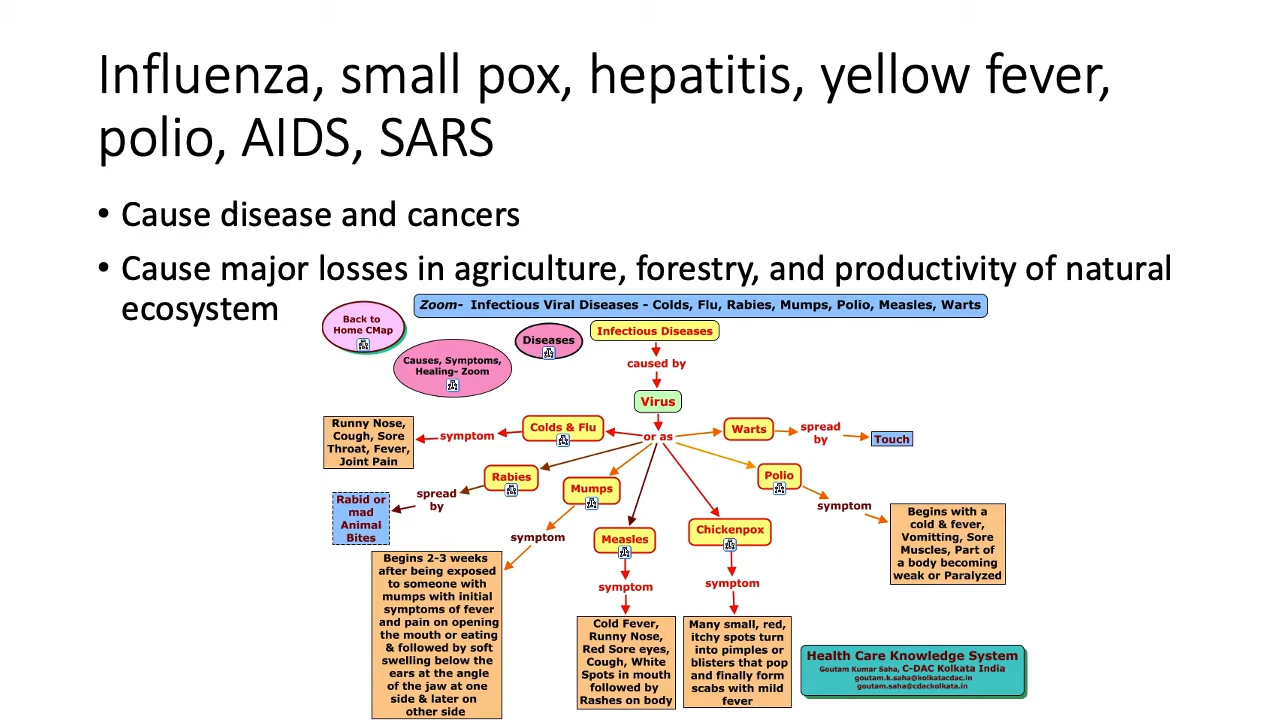 Influenza, small pox, hepatitis, yellow fever,
polio, AIDS, SARS
• Cause disease and cancers
• Cause major losses in agriculture, forestry, and productivity of natural
ecosystem
Zoom- Infectious Viral Diseases - Colds, Flu, Rabies, Mumps, Polio, Measles, Warts
Back to
Home CMap
Diseases
Infectious Diseases
Causes, Symptoms,
Healing- Zoom
caused by
Virus
or as
Colds & Flu
symptom
Runny Nose,
Cough, Sore
Throat, Fever,
Joint Pain
Warts
spread
by
Touch
Rabies
spread
by
Rabid or
mad
Animal
Bites
Mumps
symptom
Begins 2-3 weeks
after being exposed
to someone with
mumps with initial
symptoms of fever
and pain on opening
the mouth or eating
& followed by soft
swelling below the
ears at the angle
of the jaw at one
side & later on
other side
Measles
symptom
Cold Fever,
Runny Nose,
Red Sore eyes,
Cough, White
Spots in mouth
followed by
Rashes on body
Chickenpox
symptom
Many small, red,
itchy spots turn
into pimples or
blisters that pop
and finally form
scabs with mild
fever
Polio
symptom
Begins with a
cold & fever,
Vomitting, Sore
Muscles, Part of
a body becoming
weak or Paralyzed
Health Care Knowledge System
Goutam Kumar Saha, C-DAC Kolkata India
goutam.k.saha@kolkatacdac.in
goutam.saha@cdackolkata.in